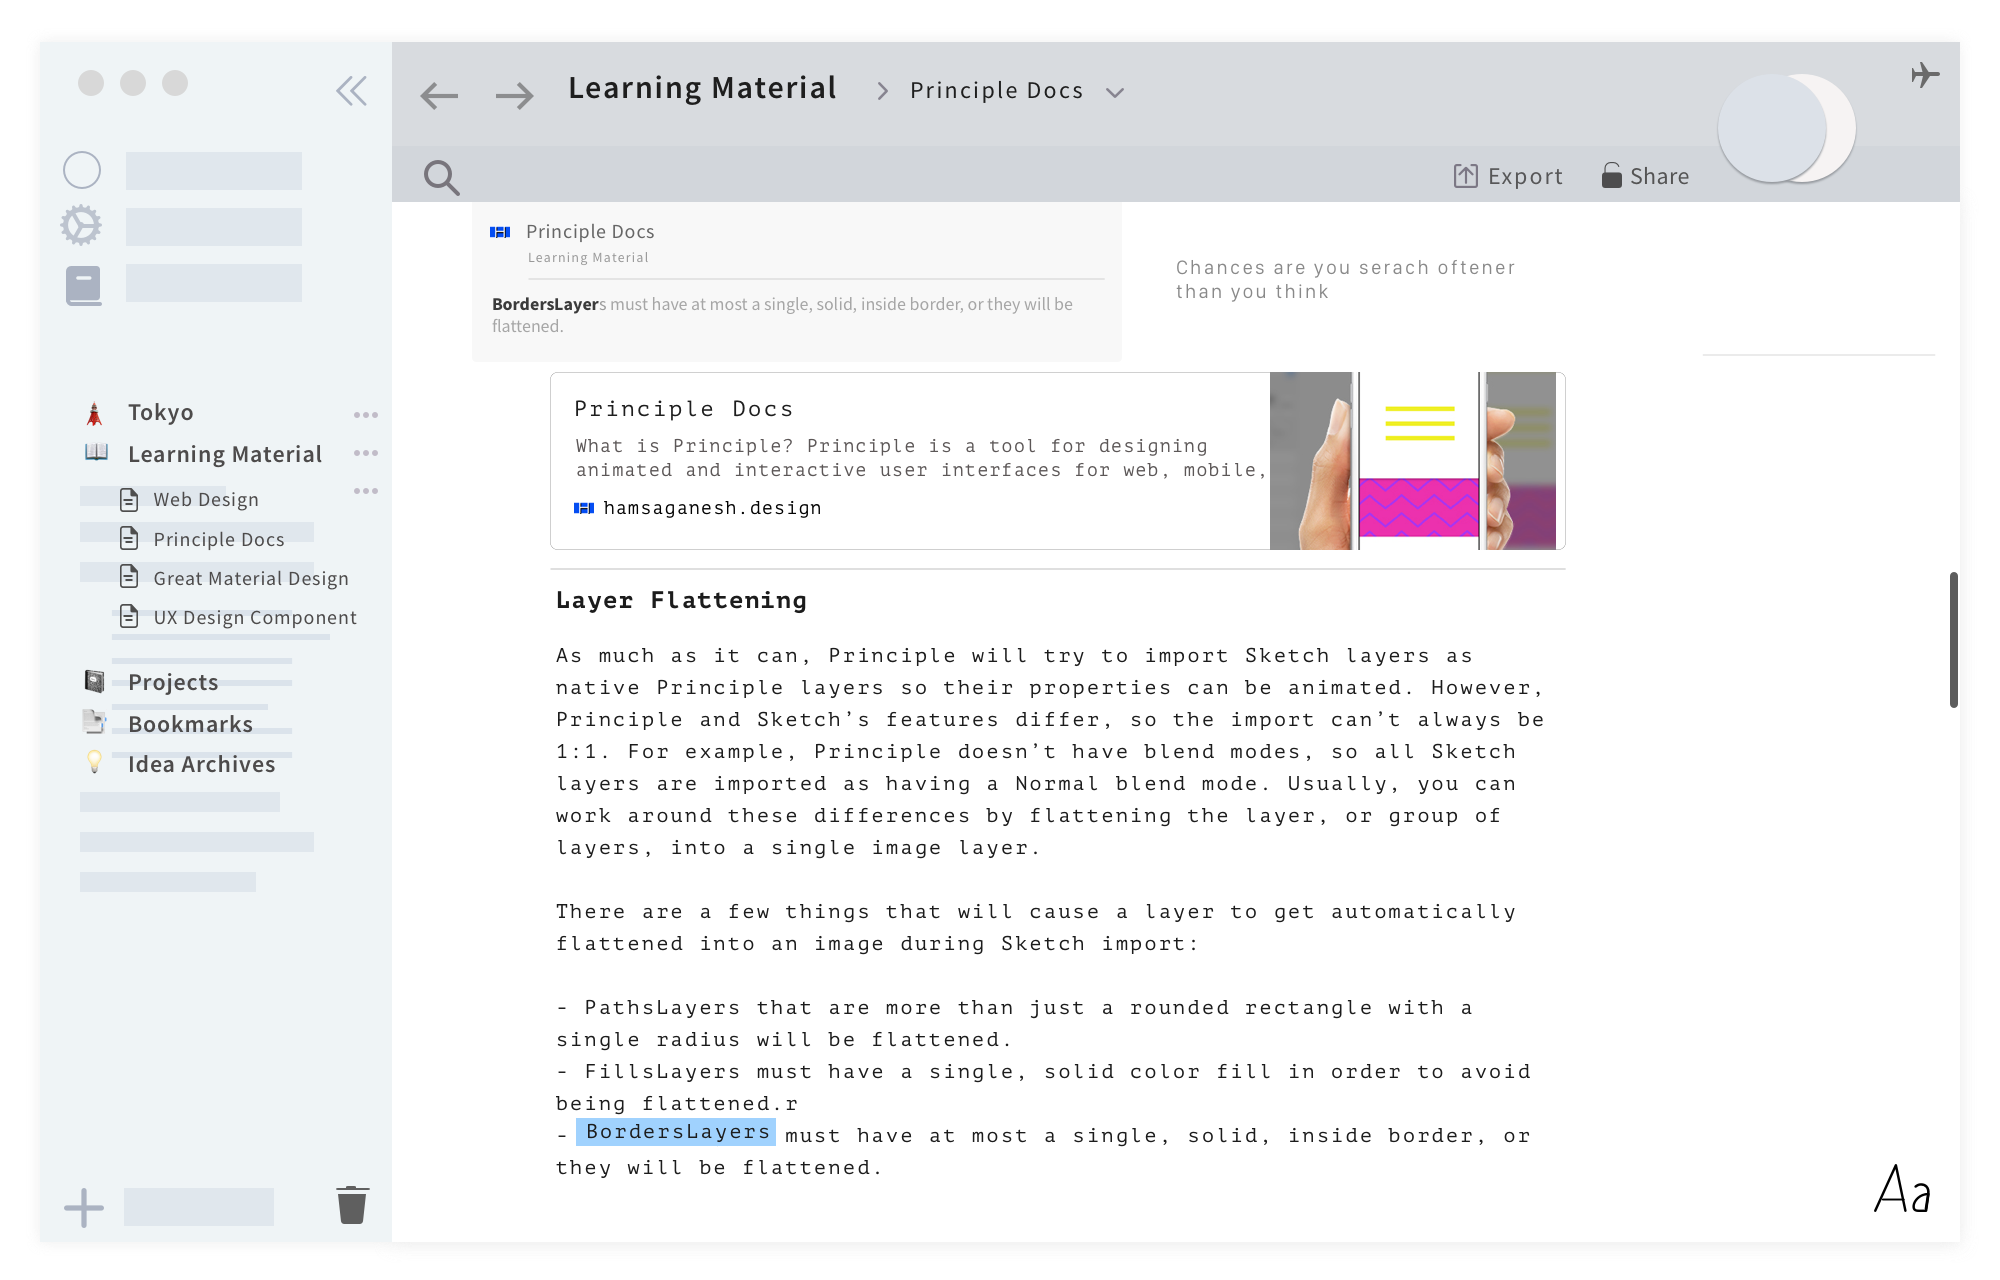 Learning Material
Principle Docs
Export
Share
Principle Docs
Learning Material
BordersLayers must have at most a single, solid, inside border, or they will be
flattened.
Chances are you serach oftener
than you think
Tokyo
Learning Material
Web Design
Principle Docs
Great Material Design
UX Design Component
Projects
Bookmarks
Idea Archives
Principle Docs
What is Principle? Principle is a tool for designing
animated and interactive user interfaces for web, mobile,
hamsaganesh.design
Layer Flattening
As much as it can, Principle will try to import Sketch layers as
native Principle layers so their properties can be animated. However,
Principle and Sketch’s features differ, so the import can’t always be
1:1. For example, Principle doesn’t have blend modes, so all Sketch
layers are imported as having a Normal blend mode. Usually, you can
work around these differences by flattening the layer, or group of
layers, into a single image layer.
There are a few things that will cause a layer to get automatically
flattened into an image during Sketch import:
- PathsLayers that are more than just a rounded rectangle with a
single radius will be flattened.
- FillsLayers must have a single, solid color fill in order to avoid
being flattened.r
- BordersLayers must have at most a single, solid, inside border, or
they will be flattened.
Aa